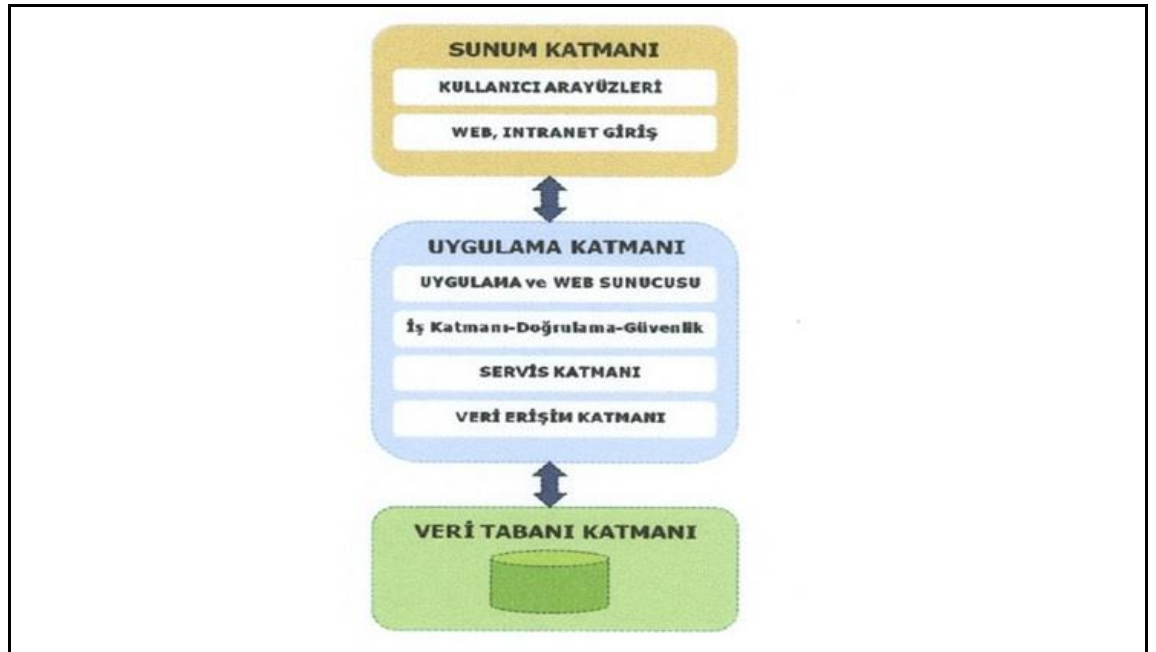 SUNUM KATMANI
KULLANICI ARAYÜZLERİ
WEB, INTRANET GİRİŞ
UYGULAMA KATMANI
UYGULAMA ve WEB SUNUCUSU
İş Katmanı-Doğrulama-Güvenlik
SERVİS KATMANI
VERİ ERİŞİM KATMANI
VERİ TABANI KATMANI